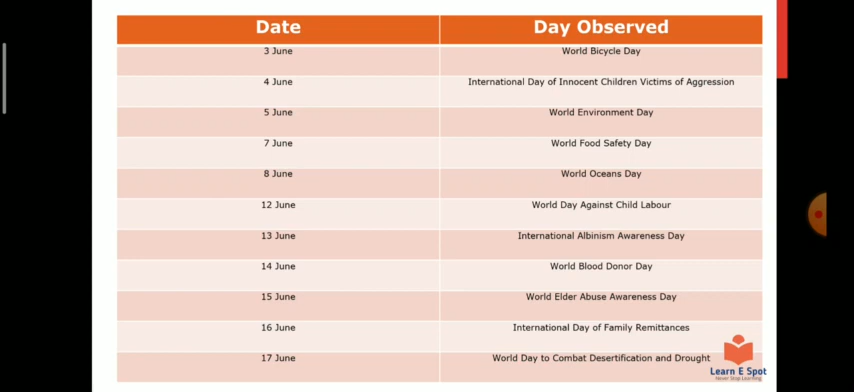 Date Day Observed
3 June World Bicycle Day
4 June International Day of Innocent Children Victims of Aggression
5 June World Environment Day
7 June World Food Safety Day
8 June World Oceans Day
12 June World Day Against Child Labour
13 June International Albinism Awareness Day
14 June World Blood Donor Day
15 June World Elder Abuse Awareness Day
16 June International Day of Family Remittances
17 June World Day to Combat Desertification and Drought
Learn E Spot
Never Stop Learning